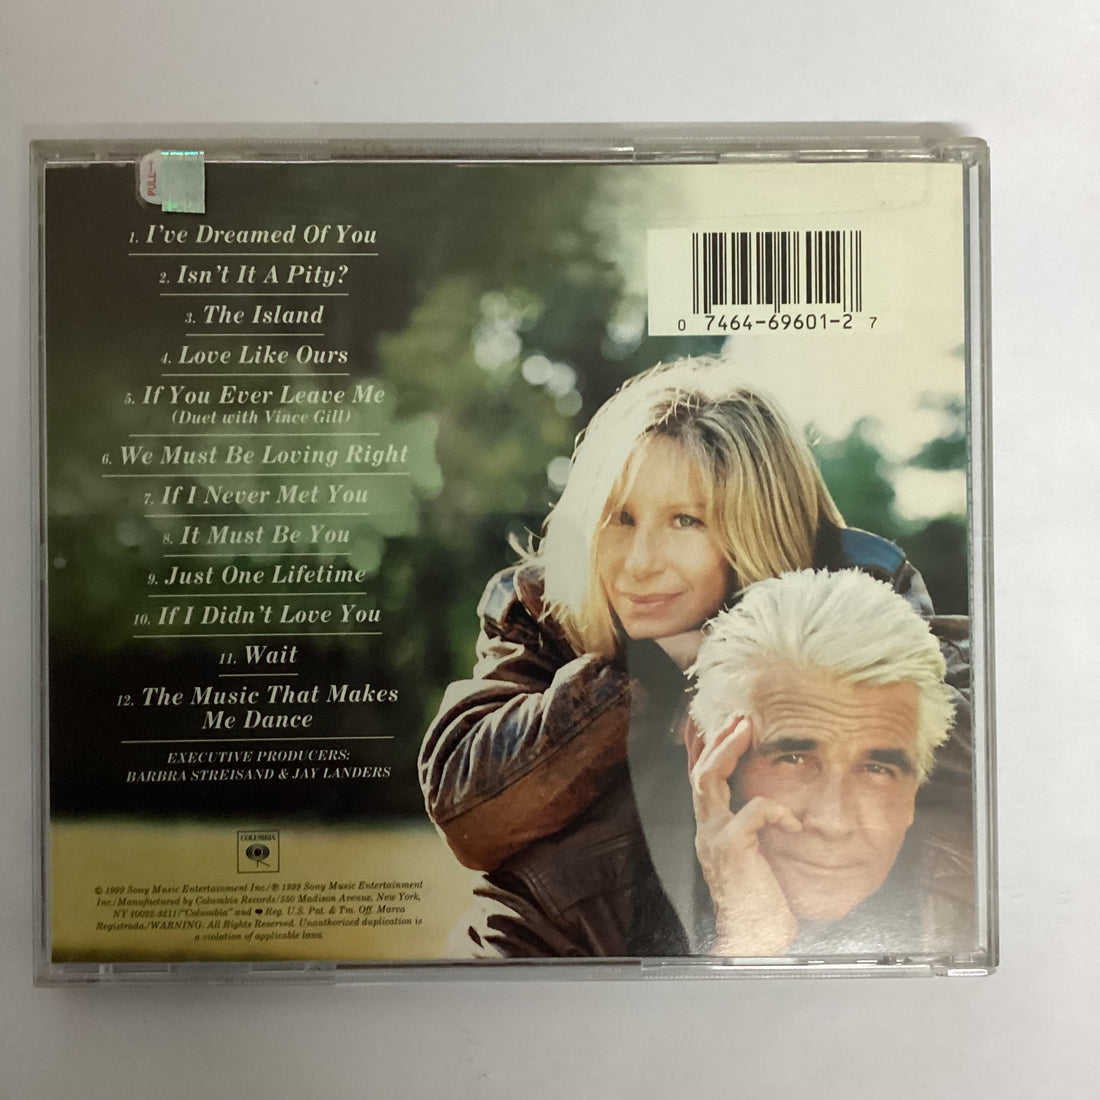 PULL
1. I've Dreamed Of You
2. Isn't It A Pity?
3. The Island
4. Love Like Ours
5. If You Ever Leave Me
(Duet with Vince Gill)
6. We Must Be Loving Right
7. If I Never Met You
8. It Must Be You
9. Just One Lifetime
10. If I Didn't Love You
11. Wait
12. The Music That Makes
Me Dance
EXECUTIVE PRODUCERS:
BARBRA STREISAND & JAY LANDERS
COLUMBIA
© 1999 Sony Music Entertainment Inc/℗ 1999 Sony Music Entertainment
Inc/Manufactured by Columbia Records/550 Madison Avenue, New York,
NY 10022-3211/"Columbia" and Reg. U.S. Pat. & Tm. Off. Marca
Registrada./WARNING: All Rights Reserved. Unauthorized duplication is
a violation of applicable laws.
0 7464-69601-2 7